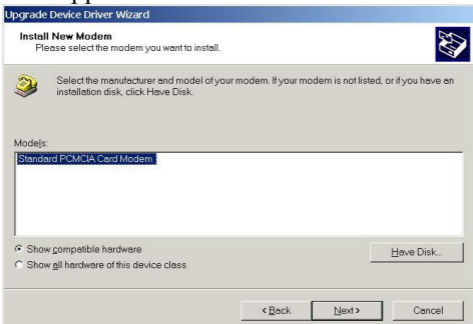 Upgrade Device Driver Wizard
Install New Modem
Please select the modem you want to install.
Select the manufacturer and model of your modem. If your modem is not listed, or if you have an
installation disk, click Have Disk.
Models:
Standard PCMCIA Card Modem
Show compatible hardware
Have Disk...
Show all hardware of this device class
< Back
Next >
Cancel